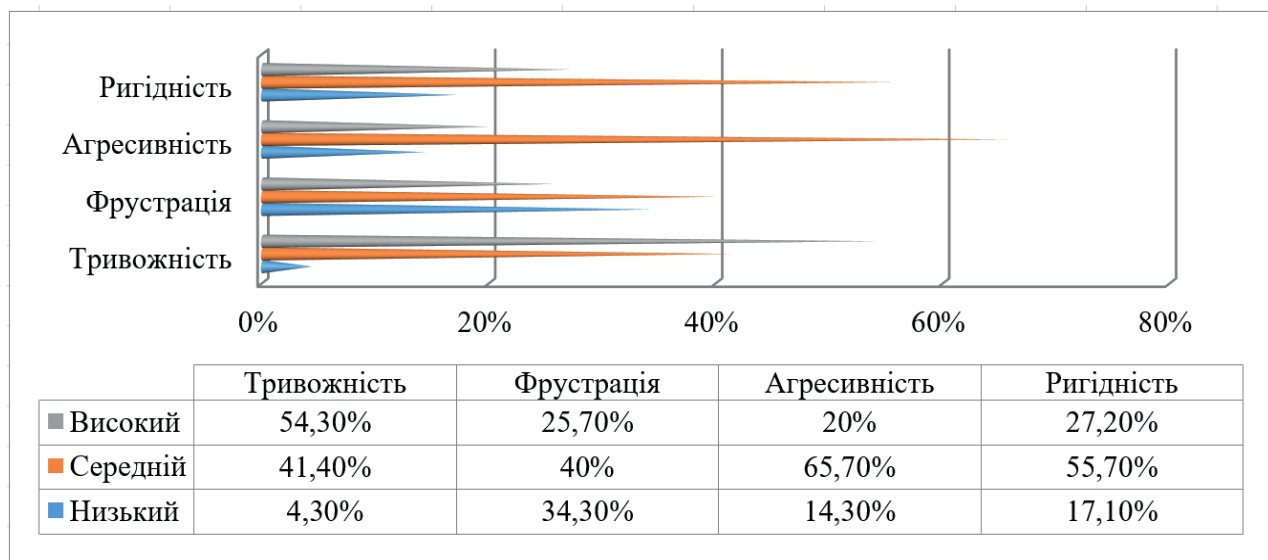 Ригідність
Агресивність
Фрустрація
Тривожність
0% 20% 40% 60% 80%
Тривожність Фрустрація Агресивність Ригідність
Високий 54,30% 25,70% 20% 27,20%
Середній 41,40% 40% 65,70% 55,70%
Низький 4,30% 34,30% 14,30% 17,10%